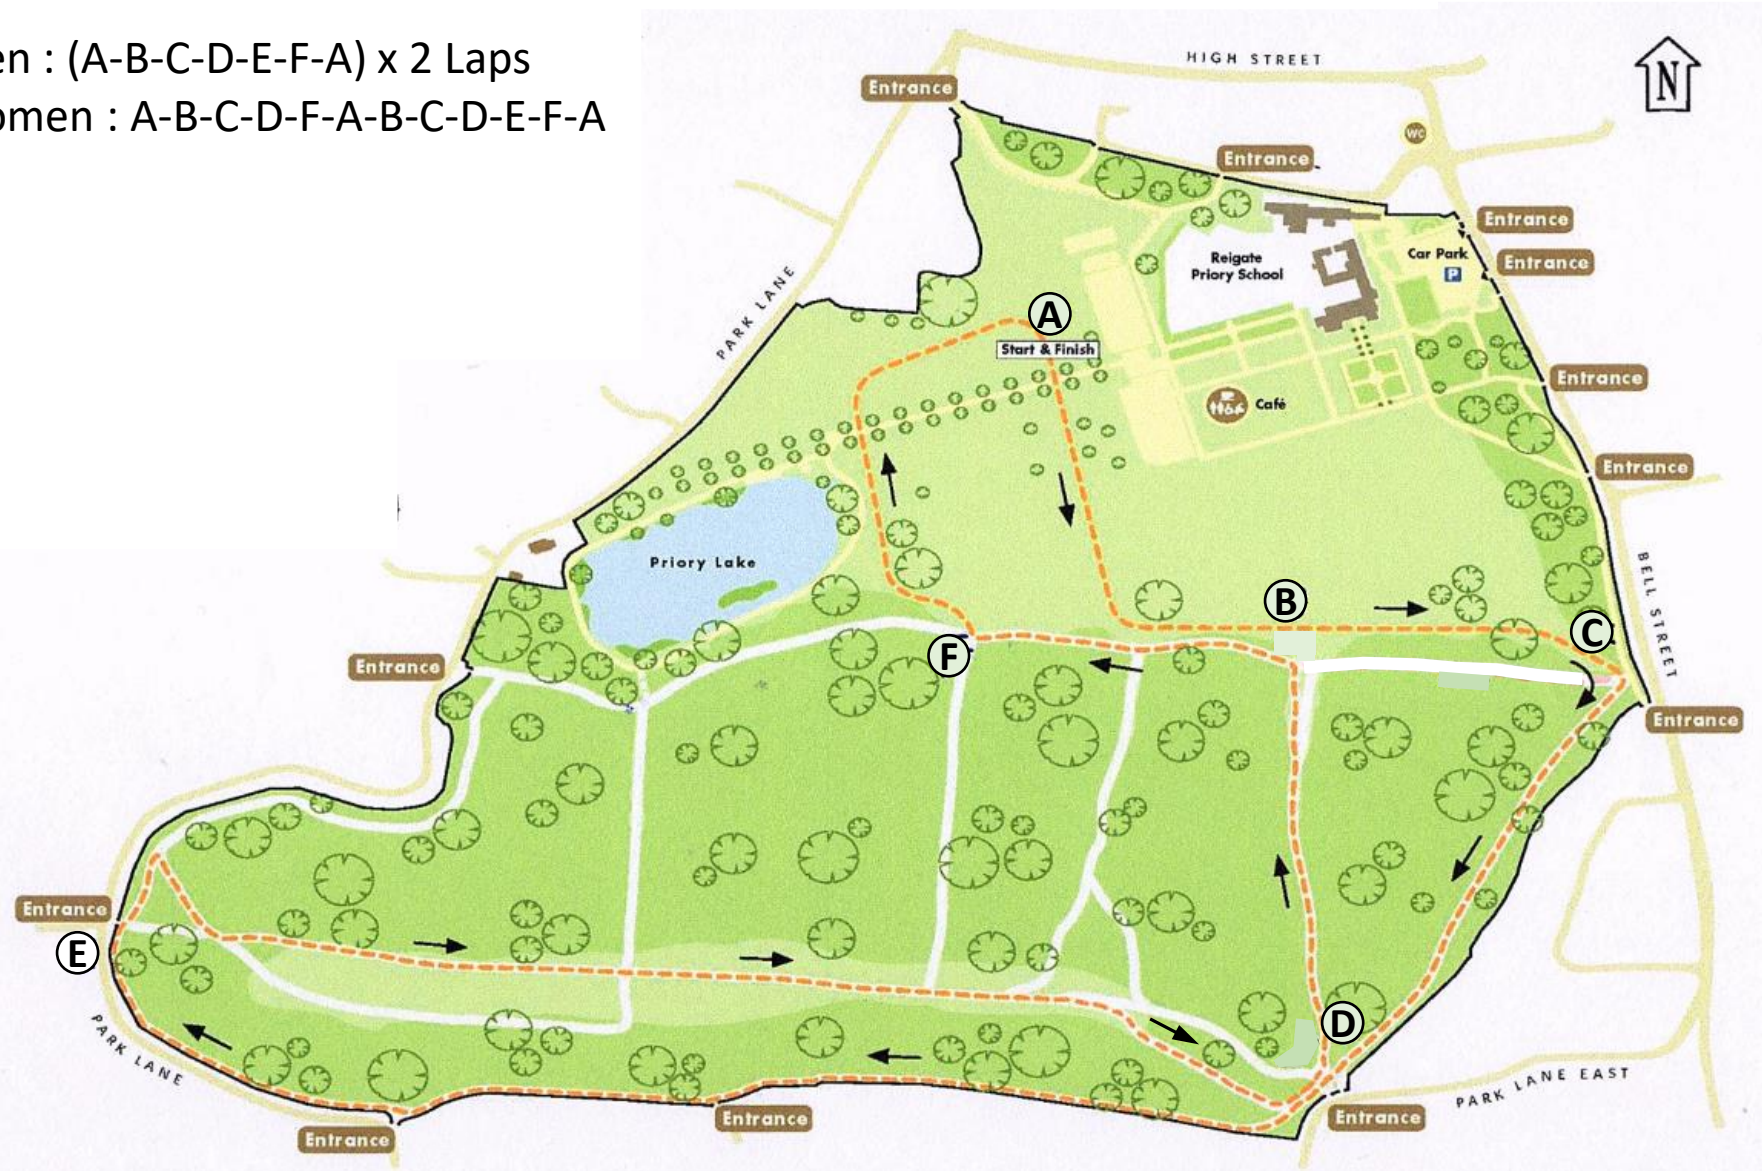 en : (A-B-C-D-E-F-A) x 2 Laps
omen : A-B-C-D-F-A-B-C-D-E-F-A
HIGH STREET
N
Entrance
WC
Entrance
Entrance
Car Park
P
Entrance
Reigate
Priory School
PARK LANE
A
Start & Finish
Entrance
Café
Entrance
Priory Lake
BELL STREET
B
C
F
Entrance
Entrance
Entrance
E
D
PARK LANE
PARK LANE EAST
Entrance
Entrance
Entrance